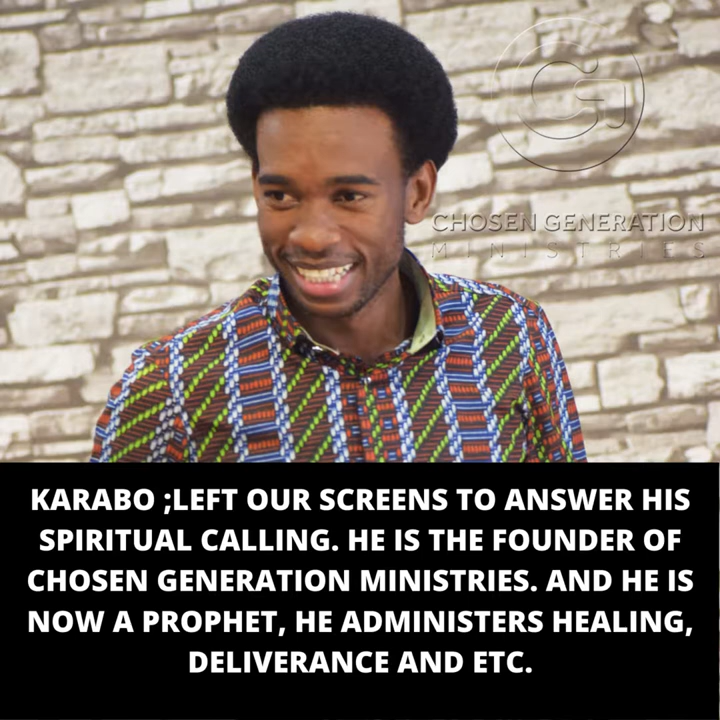 CHOSEN GENERATION
MINISTRIES
KARABO ;LEFT OUR SCREENS TO ANSWER HIS
SPIRITUAL CALLING. HE IS THE FOUNDER OF
CHOSEN GENERATION MINISTRIES. AND HE IS
NOW A PROPHET, HE ADMINISTERS HEALING,
DELIVERANCE AND ETC.